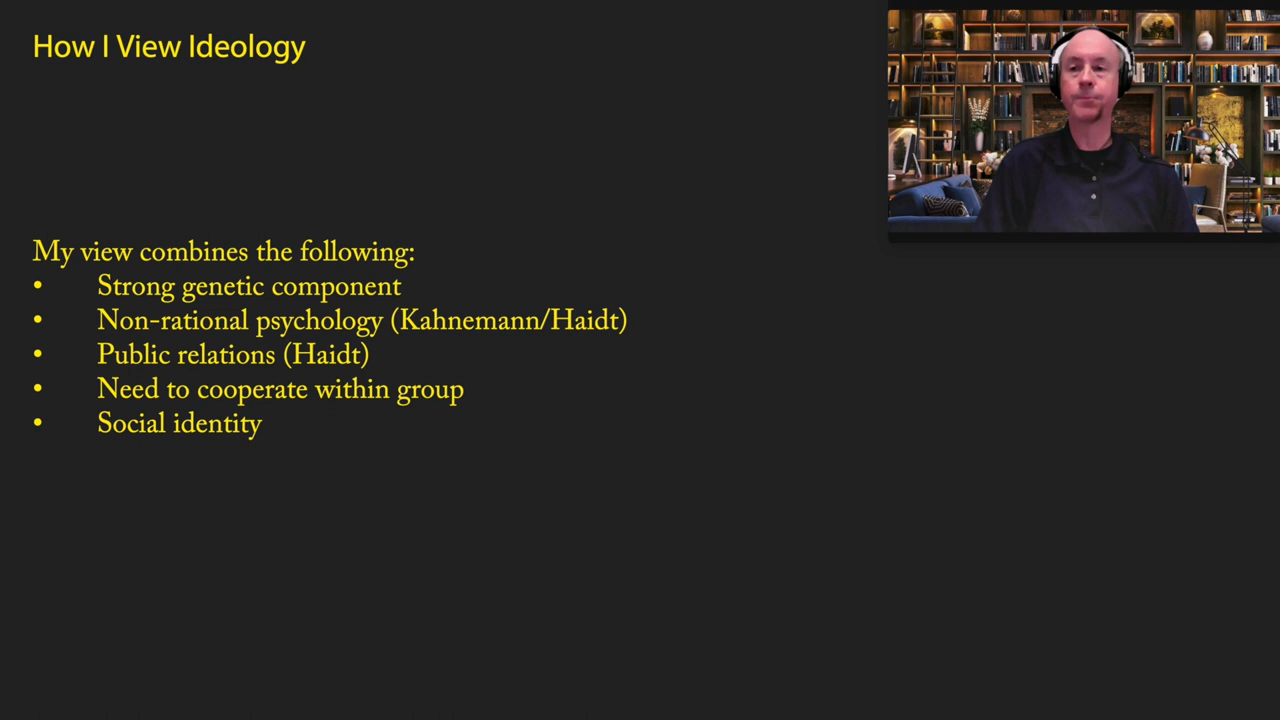 How I View Ideology
My view combines the following:
• Strong genetic component
• Non-rational psychology (Kahnemann/Haidt)
• Public relations (Haidt)
• Need to cooperate within group
• Social identity